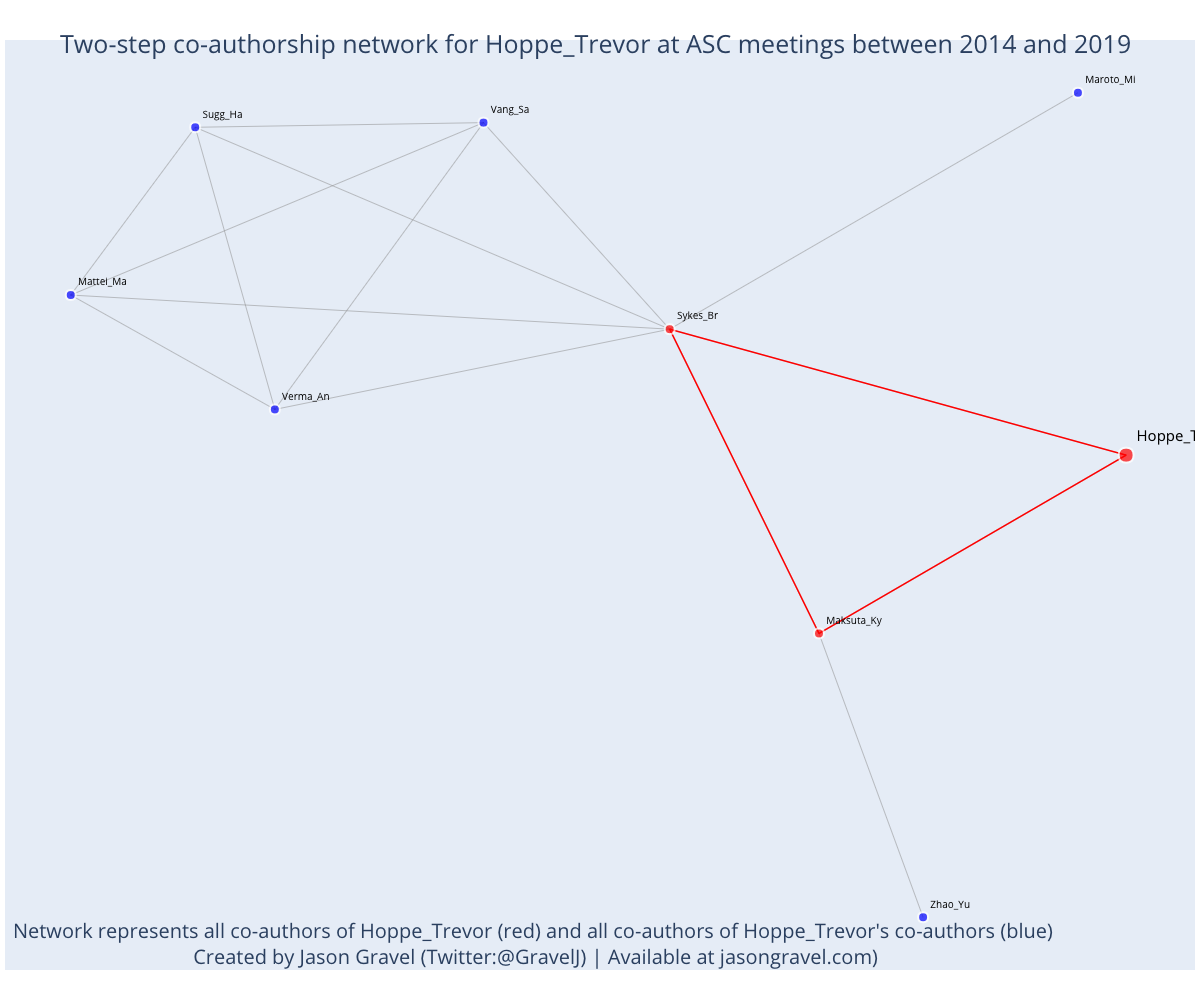 Two-step co-authorship network for Hoppe_Trevor at ASC meetings between 2014 and 2019
Maroto_Mi
Vang_Sa
Sugg_Ha
Mattei_Ma
Sykes_Br
Verma_An
Hoppe_T
Maksuta_Ky
Zhao_Yu
Network represents all co-authors of Hoppe_Trevor (red) and all co-authors of Hoppe_Trevor's co-authors (blue)
Created by Jason Gravel (Twitter:@GravelJ) | Available at jasongravel.com)